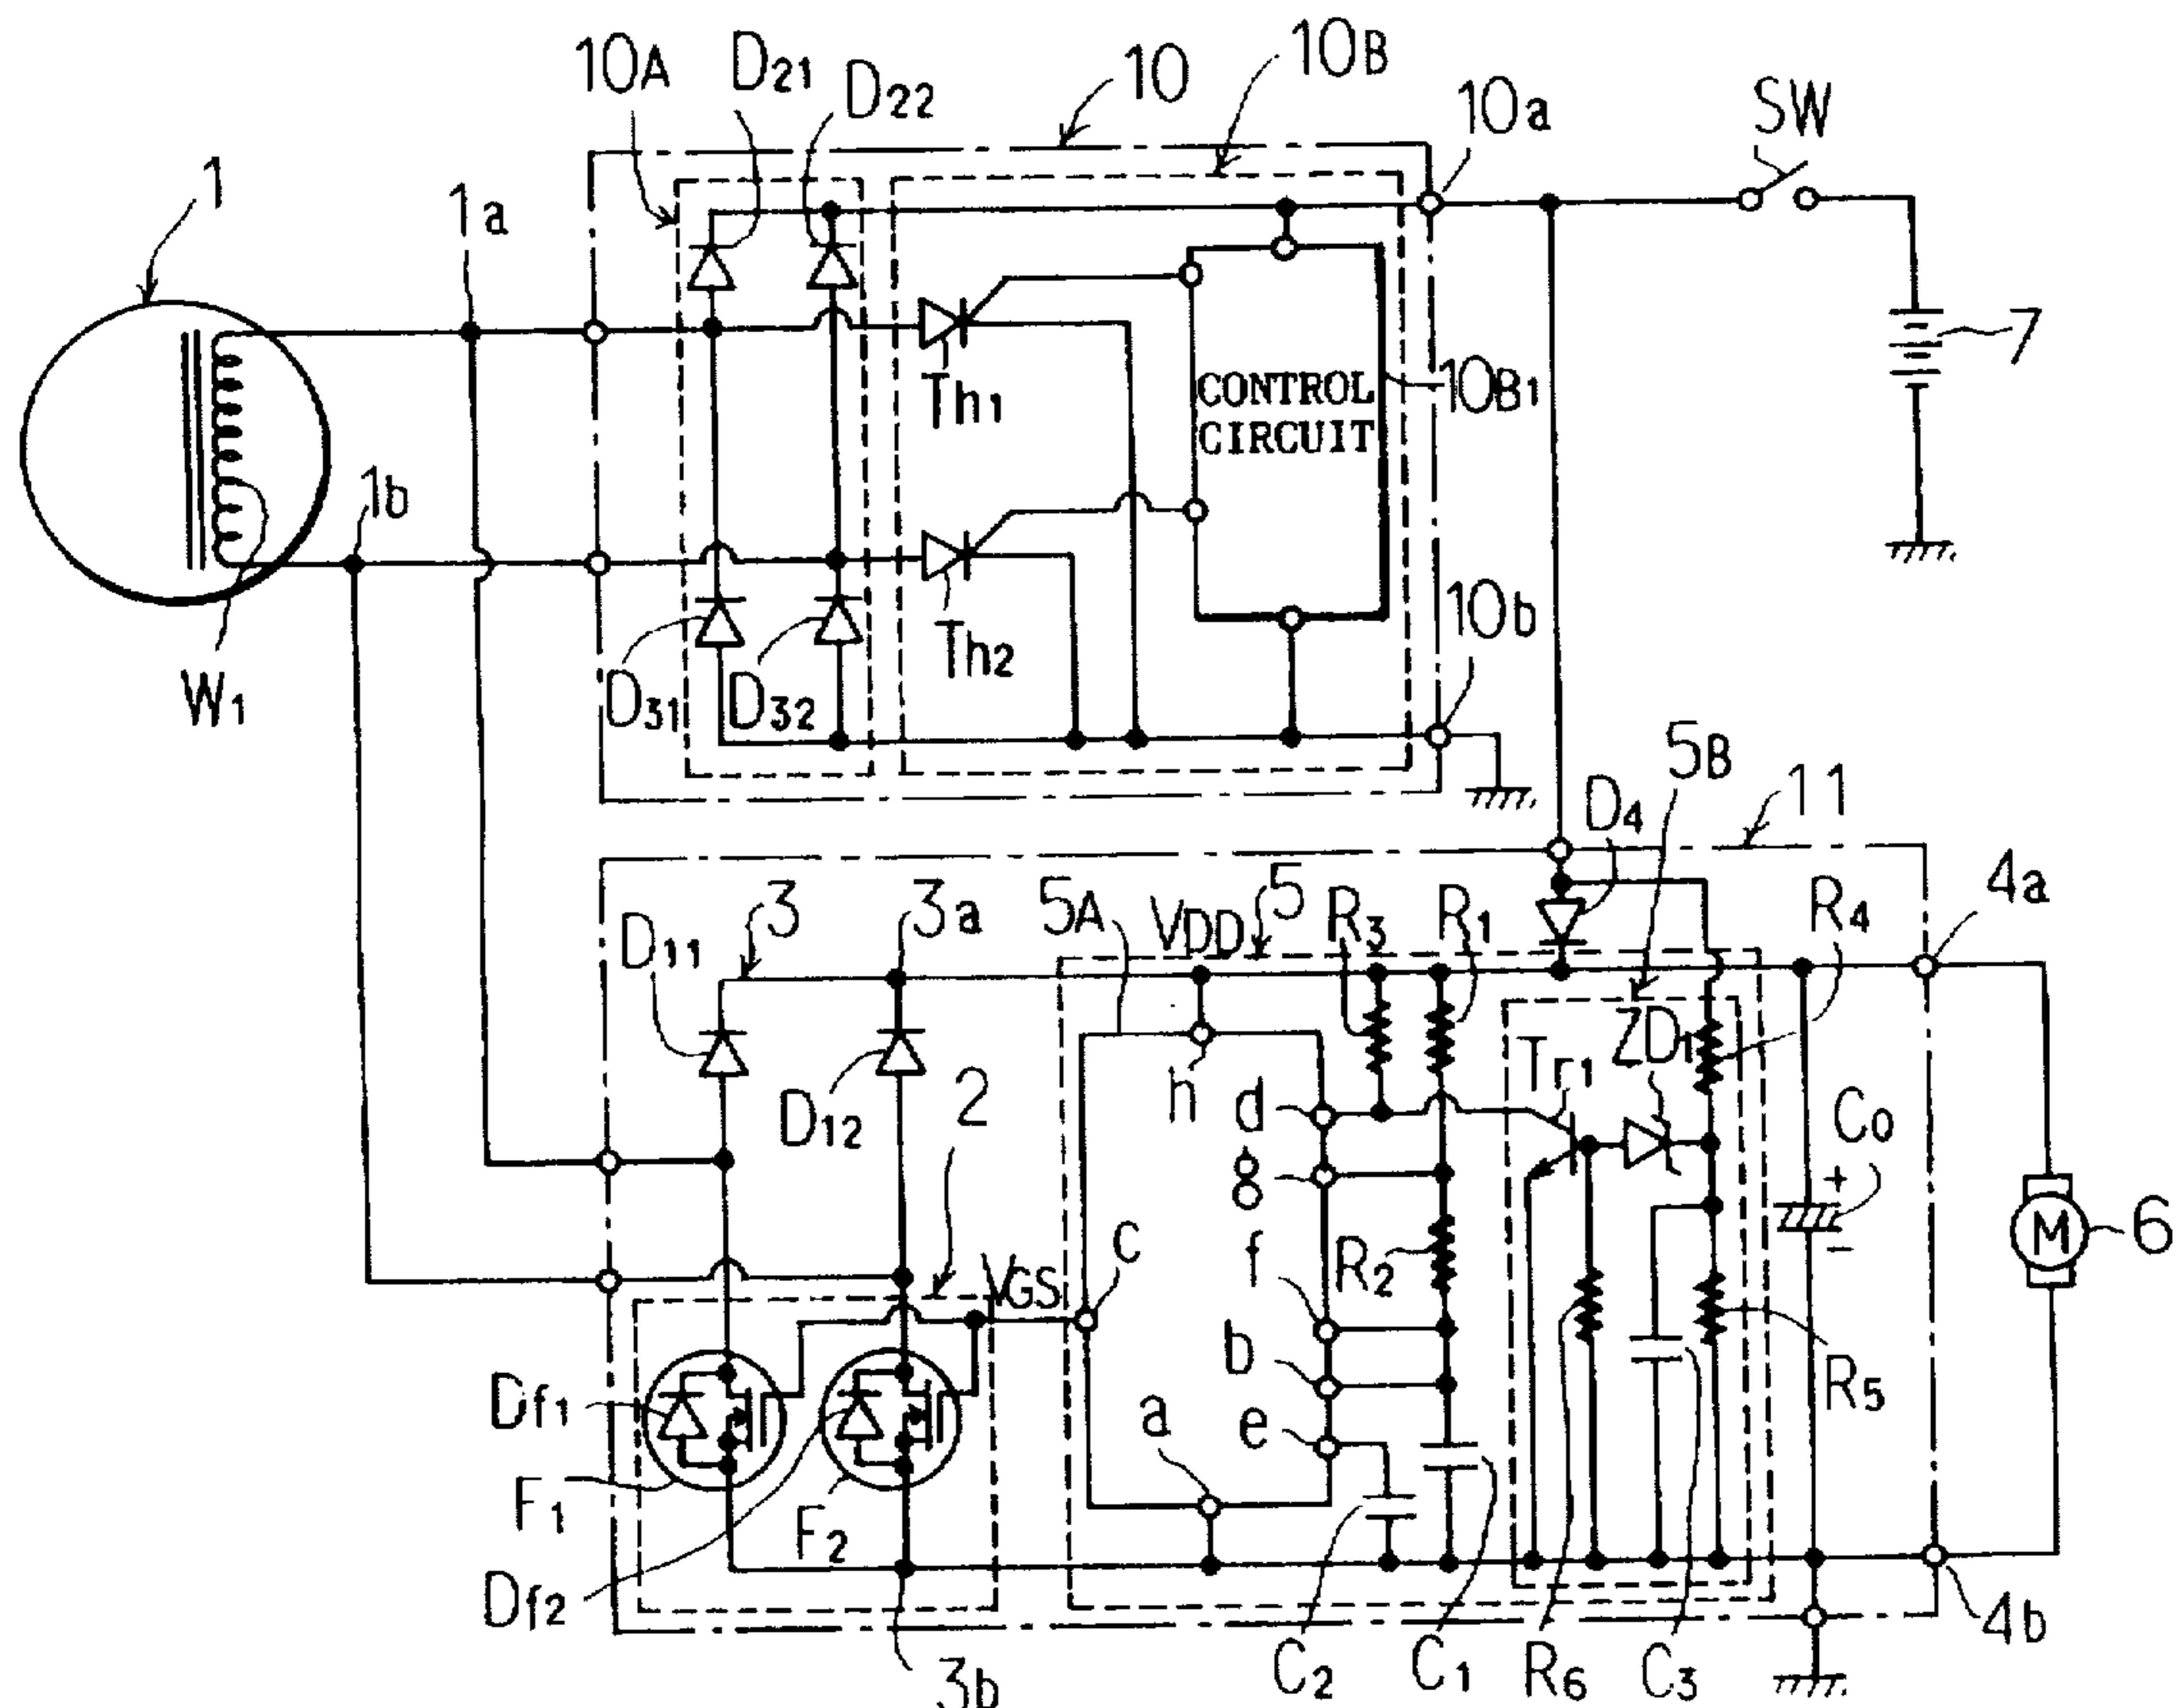 10A
D21
D22
10
10B
10a
SW
1
1a
7
Th1
CONTROL
CIRCUIT
10B1
1b
10b
Th2
W1
D31
D32
5B
11
D4
3
3a
5A
VDD
5
R3
R1
4a
R4
D11
D12
2
h
d
Tr1
ZD1
C0
+
-
8
f
R2
c
VGS
M
6
b
Df1
a
e
R5
F1
F2
Df2
4b
3b
C2
C1
R6
C3